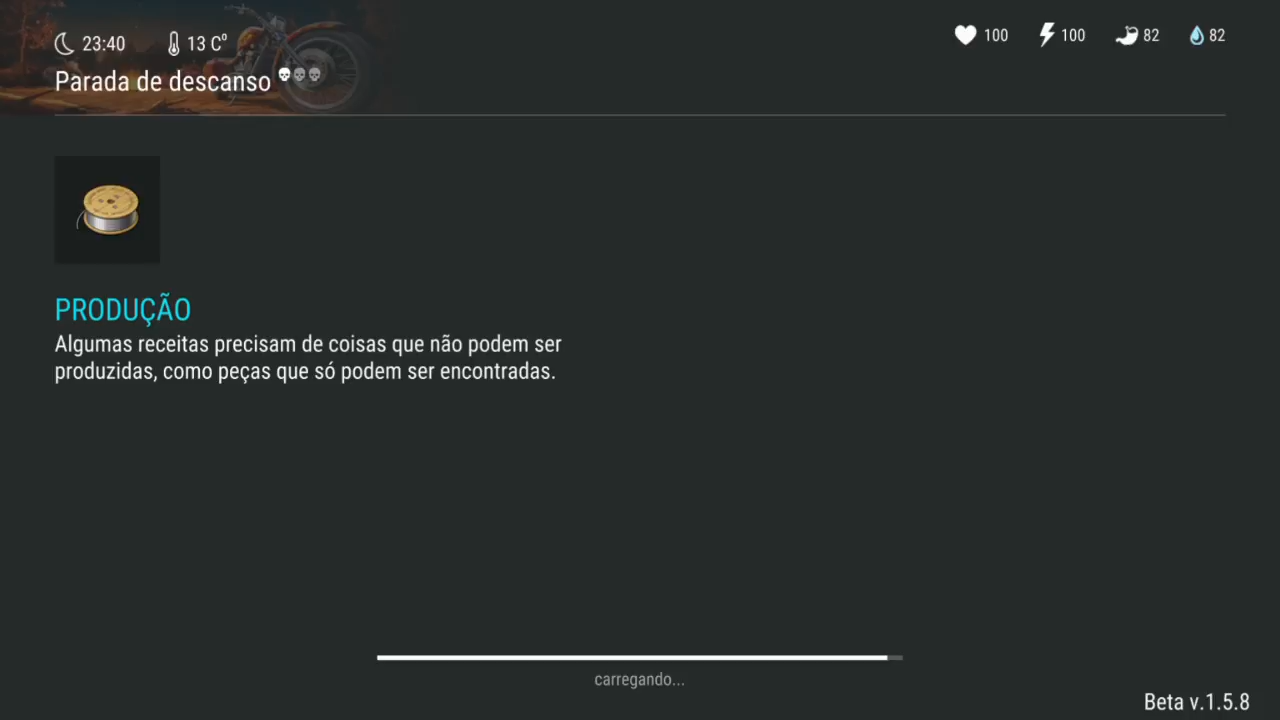 23:40
13 Cº
100
100
82
82
Parada de descanso
PRODUÇÃO
Algumas receitas precisam de coisas que não podem ser
produzidas, como peças que só podem ser encontradas.
carregando...
Beta v.1.5.8